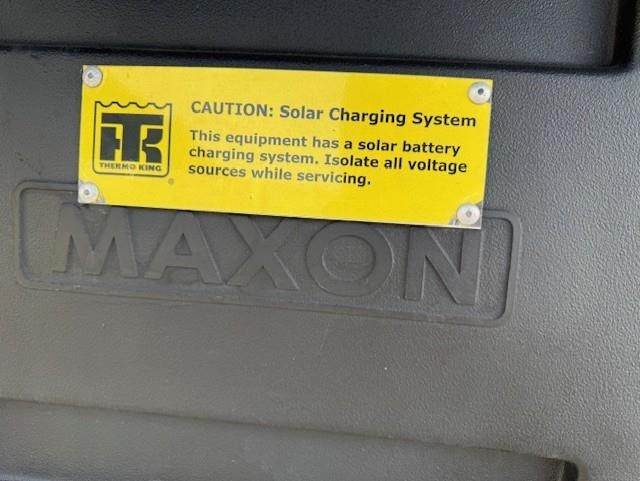 TK
THERMO KING
®
CAUTION: Solar Charging System
This equipment has a solar battery
charging system. Isolate all voltage
sources while servicing.
MAXON